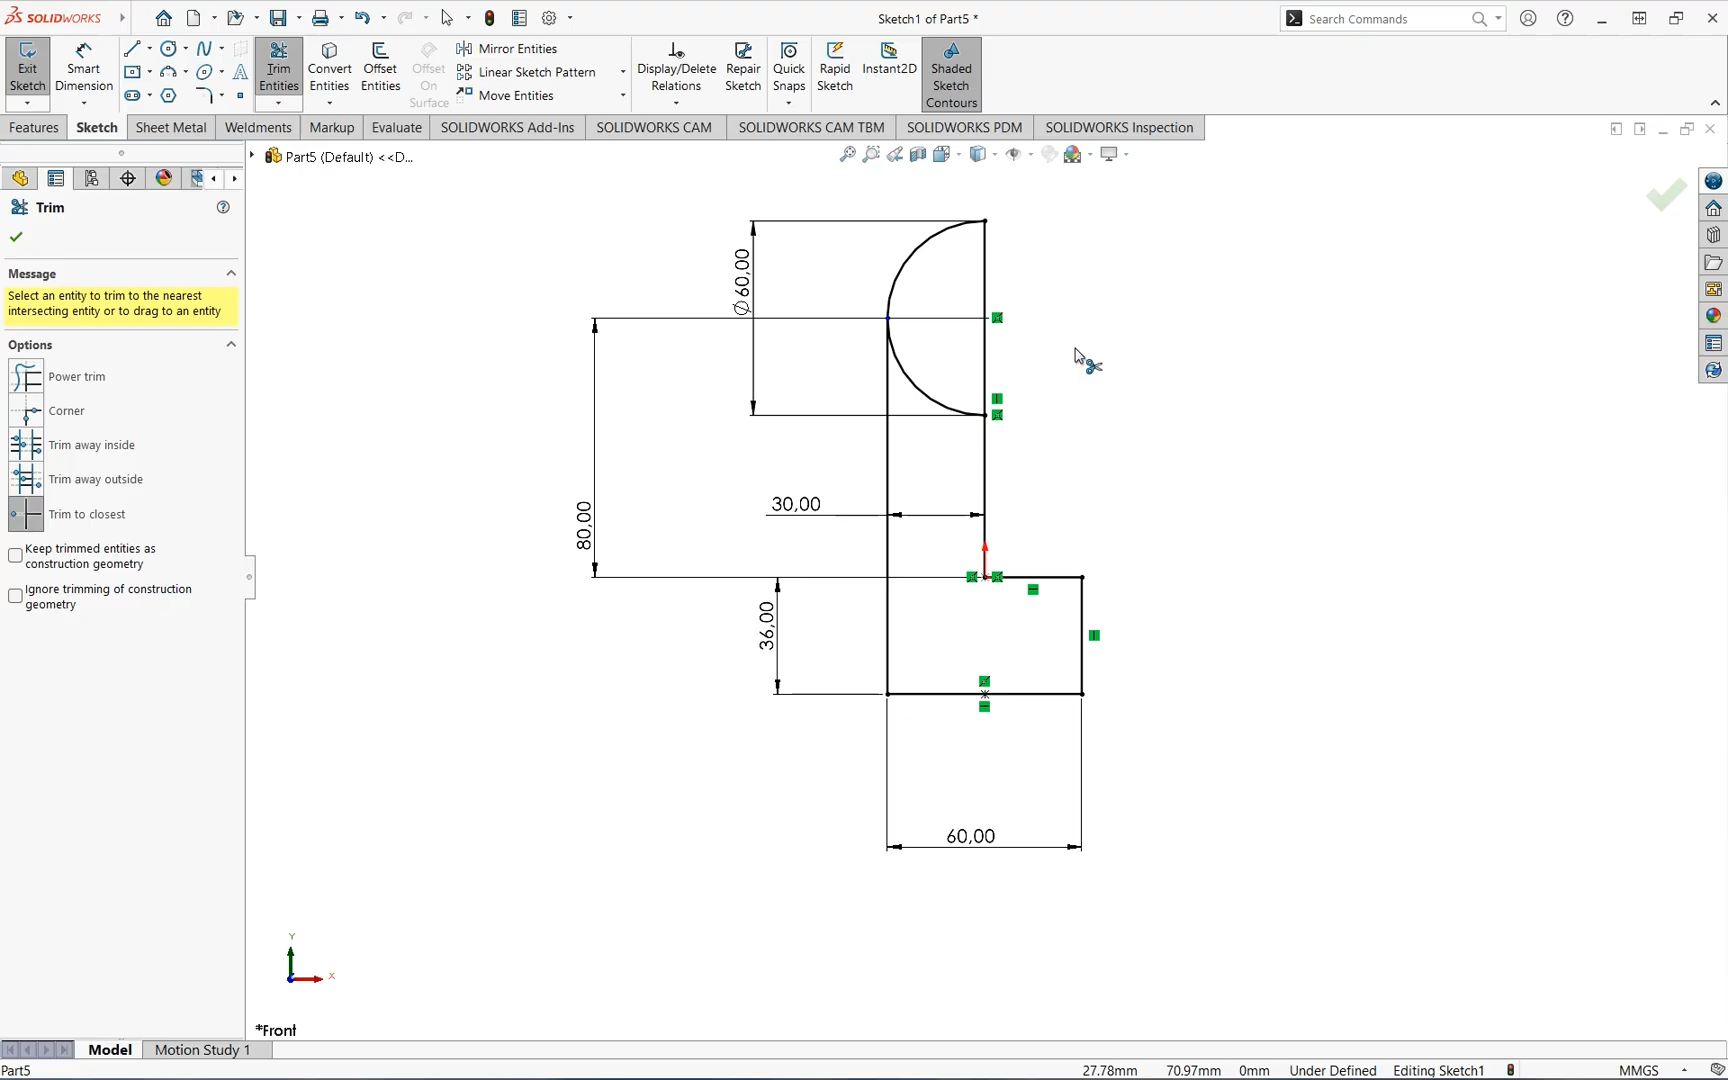 SOLIDWORKS
Sketch1 of Part5 *
Search Commands
Exit Sketch
Smart Dimension
Trim Entities
Convert Entities
Offset Entities
Offset On Surface
Mirror Entities
Linear Sketch Pattern
Move Entities
Display/Delete Relations
Repair Sketch
Quick Snaps
Rapid Sketch
Instant2D
Shaded Sketch Contours
Features
Sketch
Sheet Metal
Weldments
Markup
Evaluate
SOLIDWORKS Add-Ins
SOLIDWORKS CAM
SOLIDWORKS CAM TBM
SOLIDWORKS PDM
SOLIDWORKS Inspection
Part5 (Default) <<D...
Trim
Message
Select an entity to trim to the nearest
intersecting entity or to drag to an entity
Options
Power trim
Corner
Trim away inside
Trim away outside
Trim to closest
Keep trimmed entities as
construction geometry
Ignore trimming of construction
geometry
∅60,00
80,00
30,00
36,00
60,00
Y
X
*Front
Model
Motion Study 1
Part5
27.78mm
70.97mm
0mm
Under Defined
Editing Sketch1
MMGS